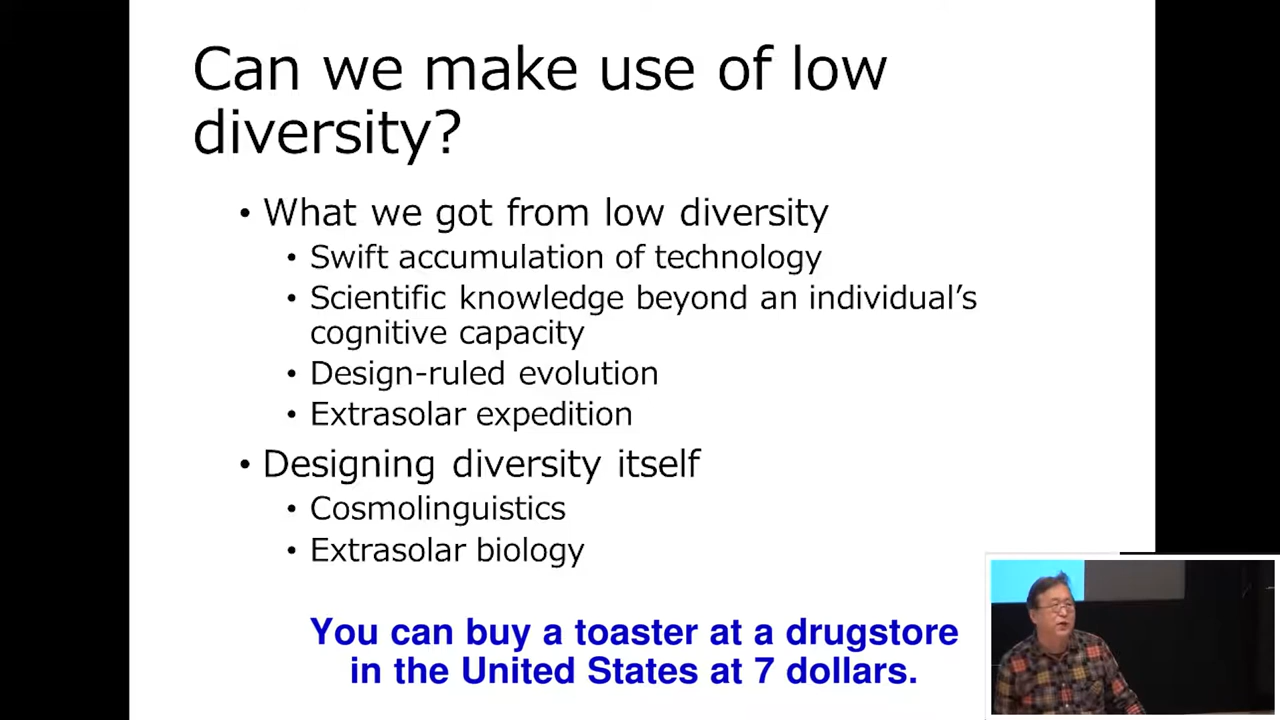 Can we make use of low
diversity?
• What we got from low diversity
• Swift accumulation of technology
• Scientific knowledge beyond an individual’s
cognitive capacity
• Design-ruled evolution
• Extrasolar expedition
• Designing diversity itself
• Cosmolinguistics
• Extrasolar biology
You can buy a toaster at a drugstore
in the United States at 7 dollars.